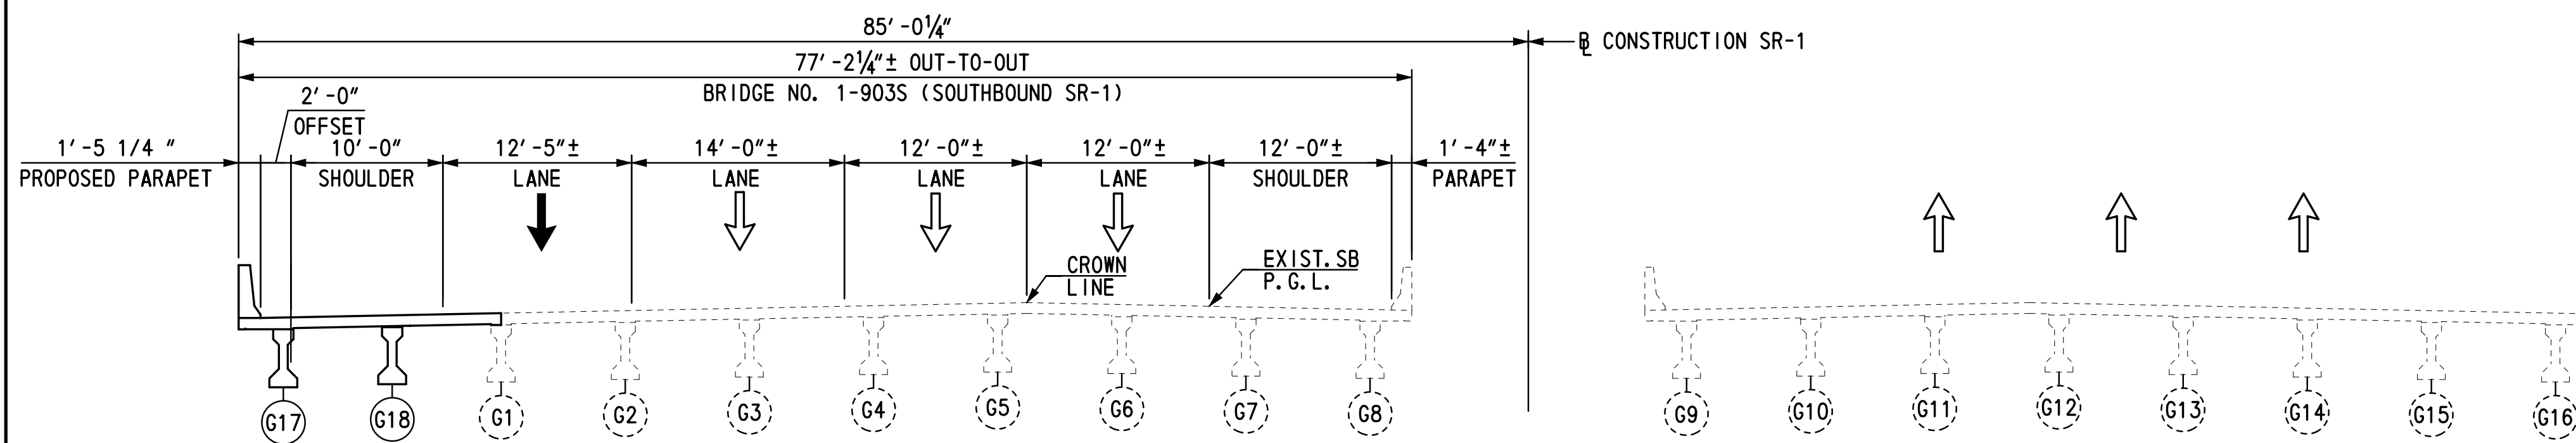 85'-0¼"
℄ CONSTRUCTION SR-1
77'-2¼"± OUT-TO-OUT
BRIDGE NO. 1-903S (SOUTHBOUND SR-1)
2'-0"
OFFSET
1'-5 1/4 "
PROPOSED PARAPET
10'-0"
SHOULDER
12'-5"±
LANE
14'-0"±
LANE
12'-0"±
LANE
12'-0"±
LANE
12'-0"±
SHOULDER
1'-4"±
PARAPET
CROWN
LINE
EXIST. SB
P.G.L.
G17
G18
G1
G2
G3
G4
G5
G6
G7
G8
G9
G10
G11
G12
G13
G14
G15
G16